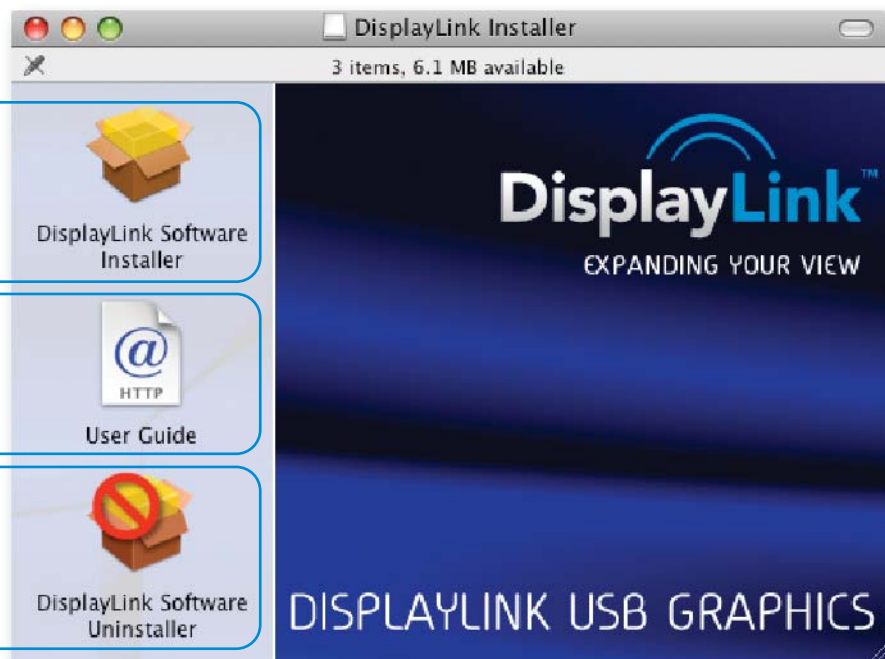 DisplayLink Installer
3 items, 6.1 MB available
DisplayLink Software
Installer
@
HTTP
User Guide
DisplayLink Software
Uninstaller
DisplayLink™
EXPANDING YOUR VIEW
DISPLAYLINK USB GRAPHICS